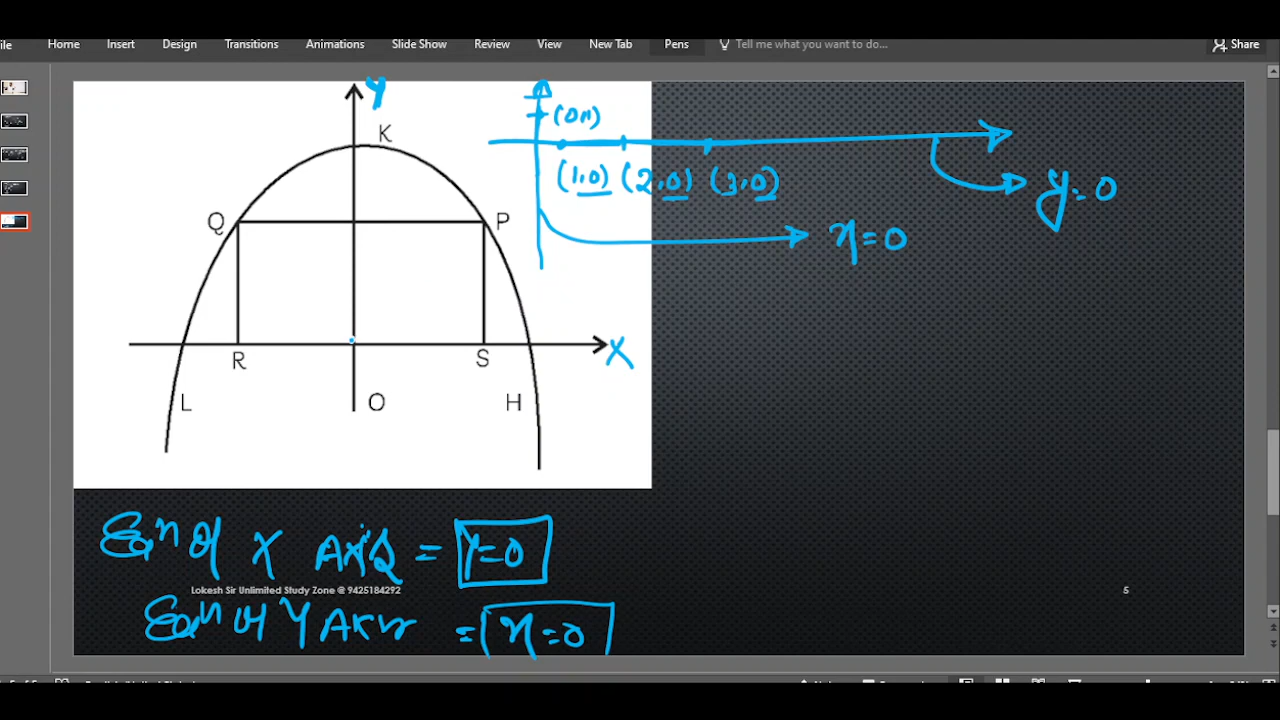 ile Home Insert Design Transitions Animations Slide Show Review View New Tab Pens Tell me what you want to do... Share
Y
K
Q
P
R
S
X
L
O
H
(1,0) (2,0) (3,0)
y=0
x=0
Eqn of X Axis = y=0
Lokesh Sir Unlimited Study Zone @ 9425184292
5
Eqn of Y Axis = x=0